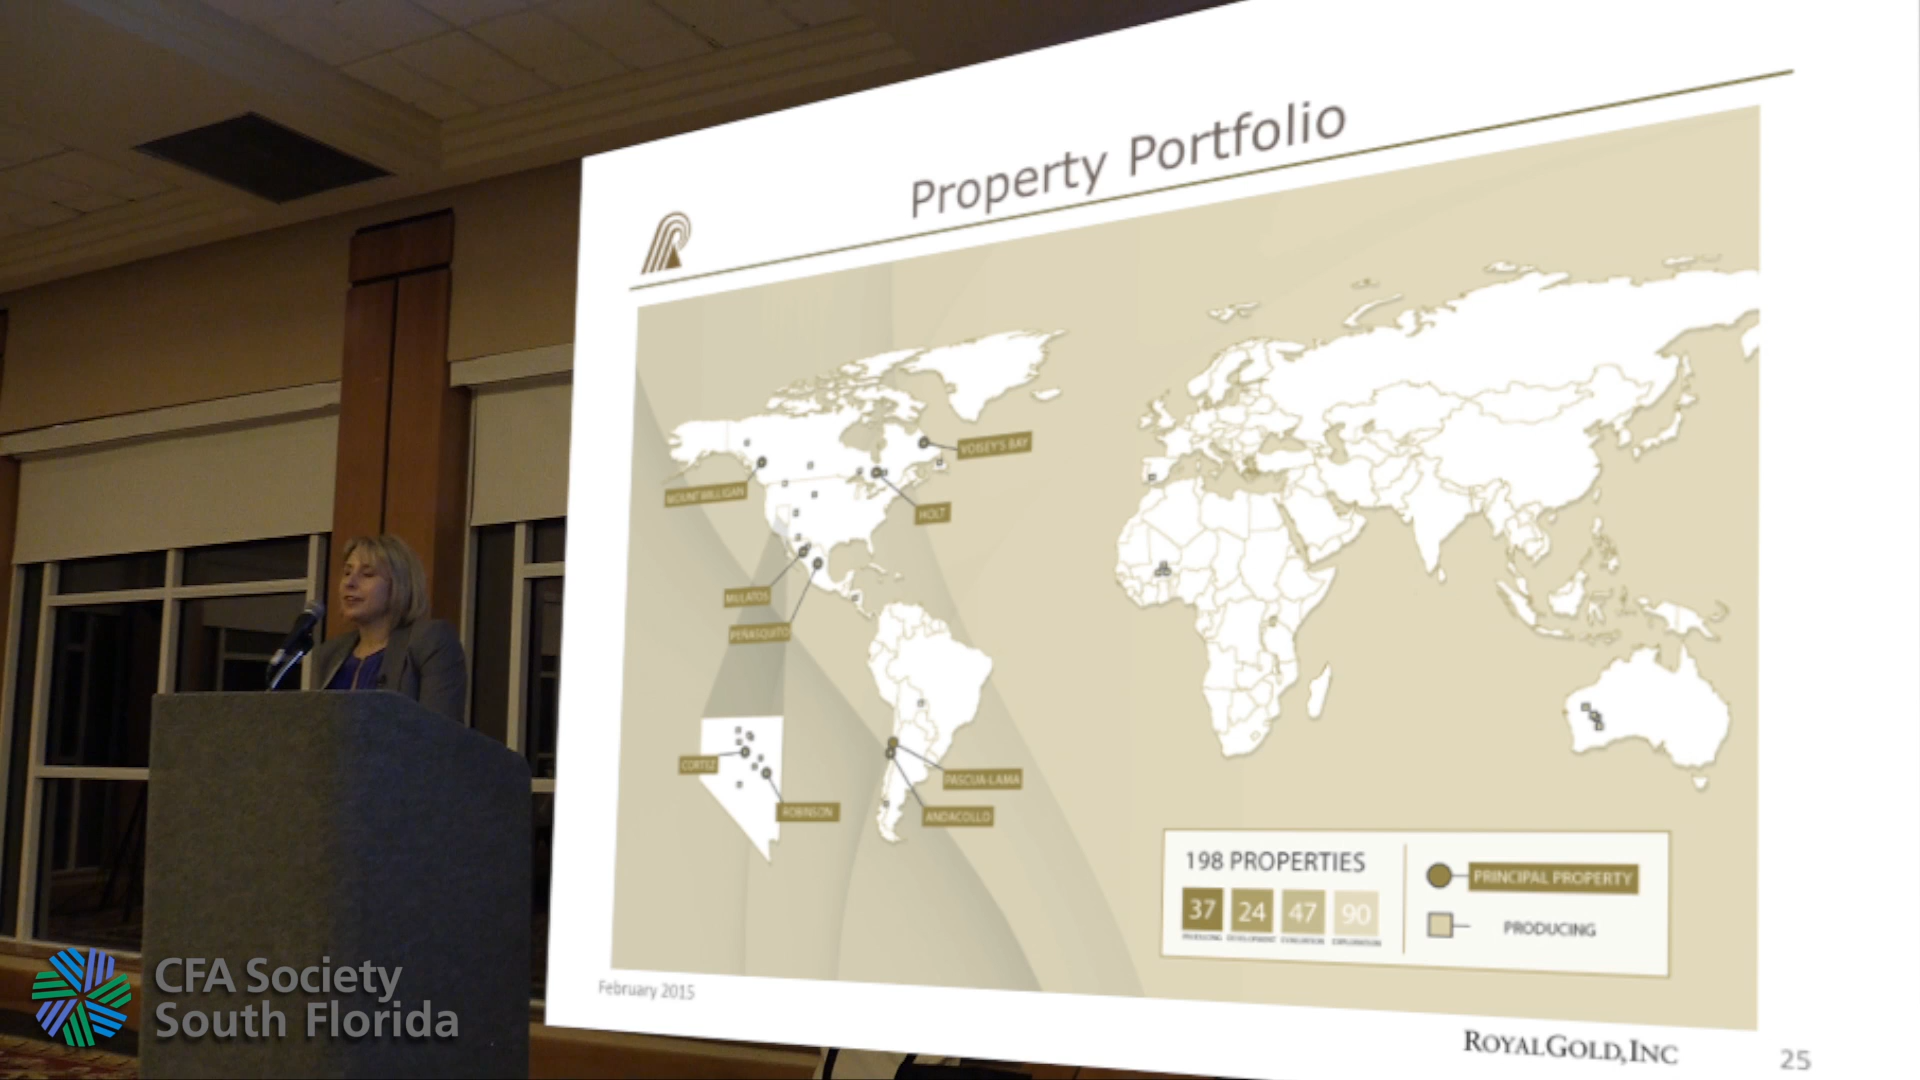 Property Portfolio
VOISEY'S BAY
MOUNT MILLIGAN
HOLT
MULATOS
PEÑASQUITO
CORTEZ
ROBINSON
PASCUA-LAMA
ANDACOLLO
198 PROPERTIES
37 24 47 90
PRODUCING DEVELOPMENT EVALUATION EXPLORATION
PRINCIPAL PROPERTY
PRODUCING
February 2015
ROYAL GOLD, INC
25
CFA Society
South Florida